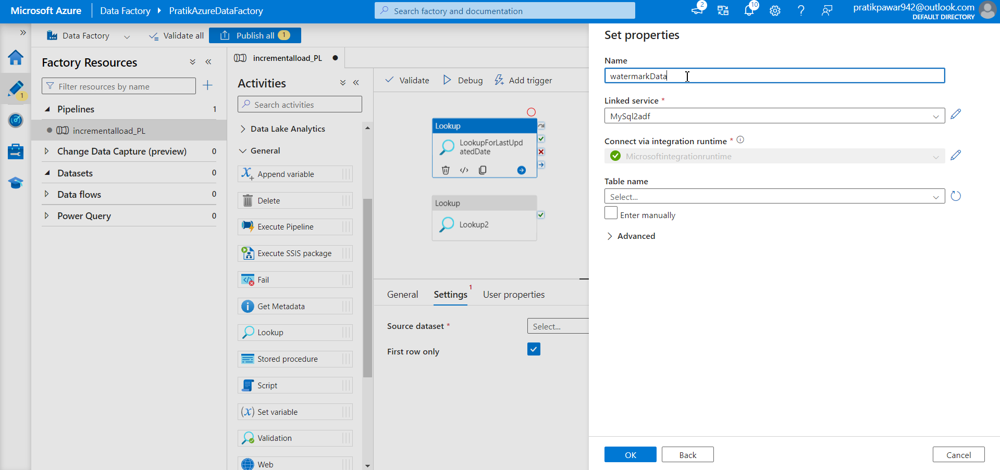 Microsoft Azure Data Factory PratikAzureDataFactory Search factory and documentation 2 10 pratikpawar942@outlook.com
DEFAULT DIRECTORY
Data Factory Validate all Publish all 1
1
Factory Resources
Filter resources by name
Pipelines 1
incrementalload_PL
Change Data Capture (preview) 0
Datasets 0
Data flows 0
Power Query 0
incrementalload_PL
Activities
Search activities
Data Lake Analytics
General
Append variable
Delete
Execute Pipeline
Execute SSIS package
Fail
Get Metadata
Lookup
Stored procedure
Script
Set variable
Validation
Web
Validate Debug Add trigger
Lookup
LookupForLastUpd
atedDate
Lookup
Lookup2
General Settings 1 User properties
Source dataset * Select...
First row only
Set properties
Name
watermarkData
Linked service *
MySql2adf
Connect via integration runtime *
Microsoftintegrationruntime
Table name
Select...
Enter manually
Advanced
OK Back Cancel